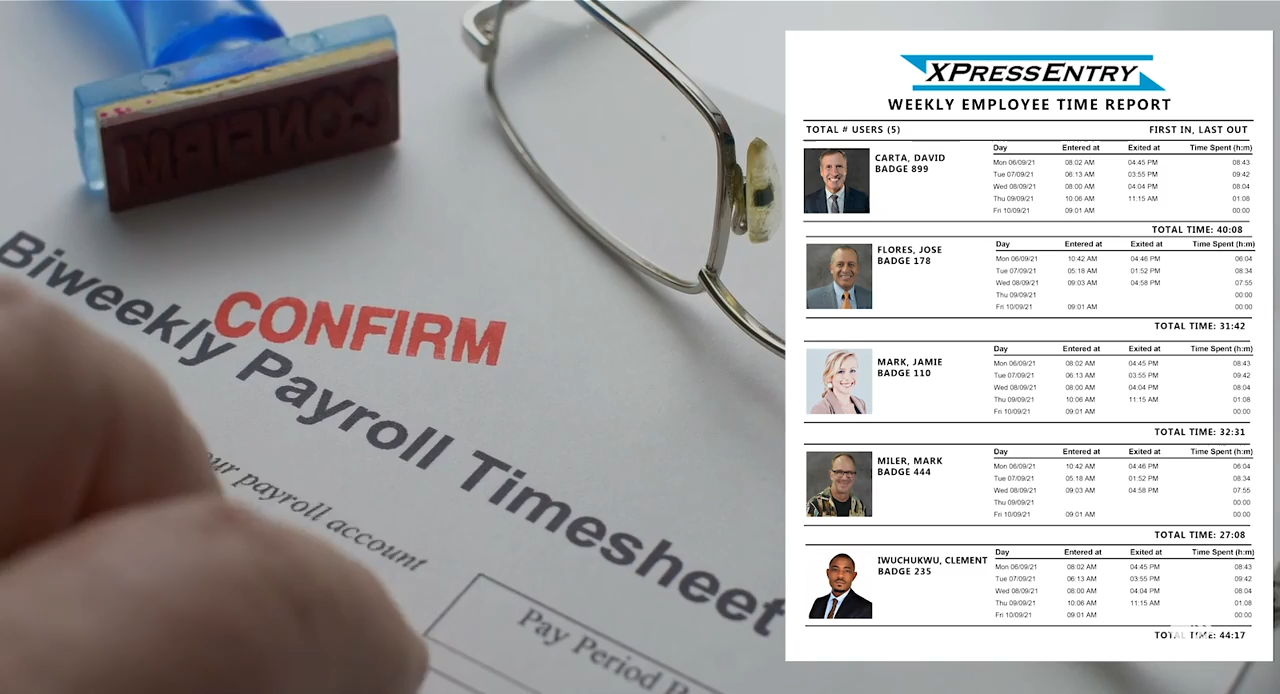 CONFIRM
CONFIRM
Biweekly Payroll Timesheet
our payroll account
Pay Period
XPRESSENTRY
WEEKLY EMPLOYEE TIME REPORT
TOTAL # USERS (5) FIRST IN, LAST OUT
CARTA, DAVID
BADGE 899
Day Entered at Exited at Time Spent (h:m)
Mon 06/09/21 08:02 AM 04:45 PM 08:43
Tue 07/09/21 06:13 AM 03:55 PM 09:42
Wed 08/09/21 08:00 AM 04:04 PM 08:04
Thu 09/09/21 10:06 AM 11:15 AM 01:08
Fri 10/09/21 09:01 AM 00:00
TOTAL TIME: 40:08
FLORES, JOSE
BADGE 178
Day Entered at Exited at Time Spent (h:m)
Mon 06/09/21 10:42 AM 04:46 PM 06:04
Tue 07/09/21 05:18 AM 01:52 PM 08:34
Wed 08/09/21 09:03 AM 04:58 PM 07:55
Thu 09/09/21 00:00
Fri 10/09/21 09:01 AM 00:00
TOTAL TIME: 31:42
MARK, JAMIE
BADGE 110
Day Entered at Exited at Time Spent (h:m)
Mon 06/09/21 08:02 AM 04:45 PM 08:43
Tue 07/09/21 06:13 AM 03:55 PM 09:42
Wed 08/09/21 08:00 AM 04:04 PM 08:04
Thu 09/09/21 10:06 AM 11:15 AM 01:08
Fri 10/09/21 09:01 AM 00:00
TOTAL TIME: 32:31
MILER, MARK
BADGE 444
Day Entered at Exited at Time Spent (h:m)
Mon 06/09/21 10:42 AM 04:46 PM 06:04
Tue 07/09/21 05:18 AM 01:52 PM 08:34
Wed 08/09/21 09:03 AM 04:58 PM 07:55
Thu 09/09/21 00:00
Fri 10/09/21 09:01 AM 00:00
TOTAL TIME: 27:08
IWUCHUKWU, CLEMENT
BADGE 235
Day Entered at Exited at Time Spent (h:m)
Mon 06/09/21 08:02 AM 04:45 PM 08:43
Tue 07/09/21 06:13 AM 03:55 PM 09:42
Wed 08/09/21 08:00 AM 04:04 PM 08:04
Thu 09/09/21 10:06 AM 11:15 AM 01:08
Fri 10/09/21 09:01 AM 00:00
TOTAL TIME: 44:17